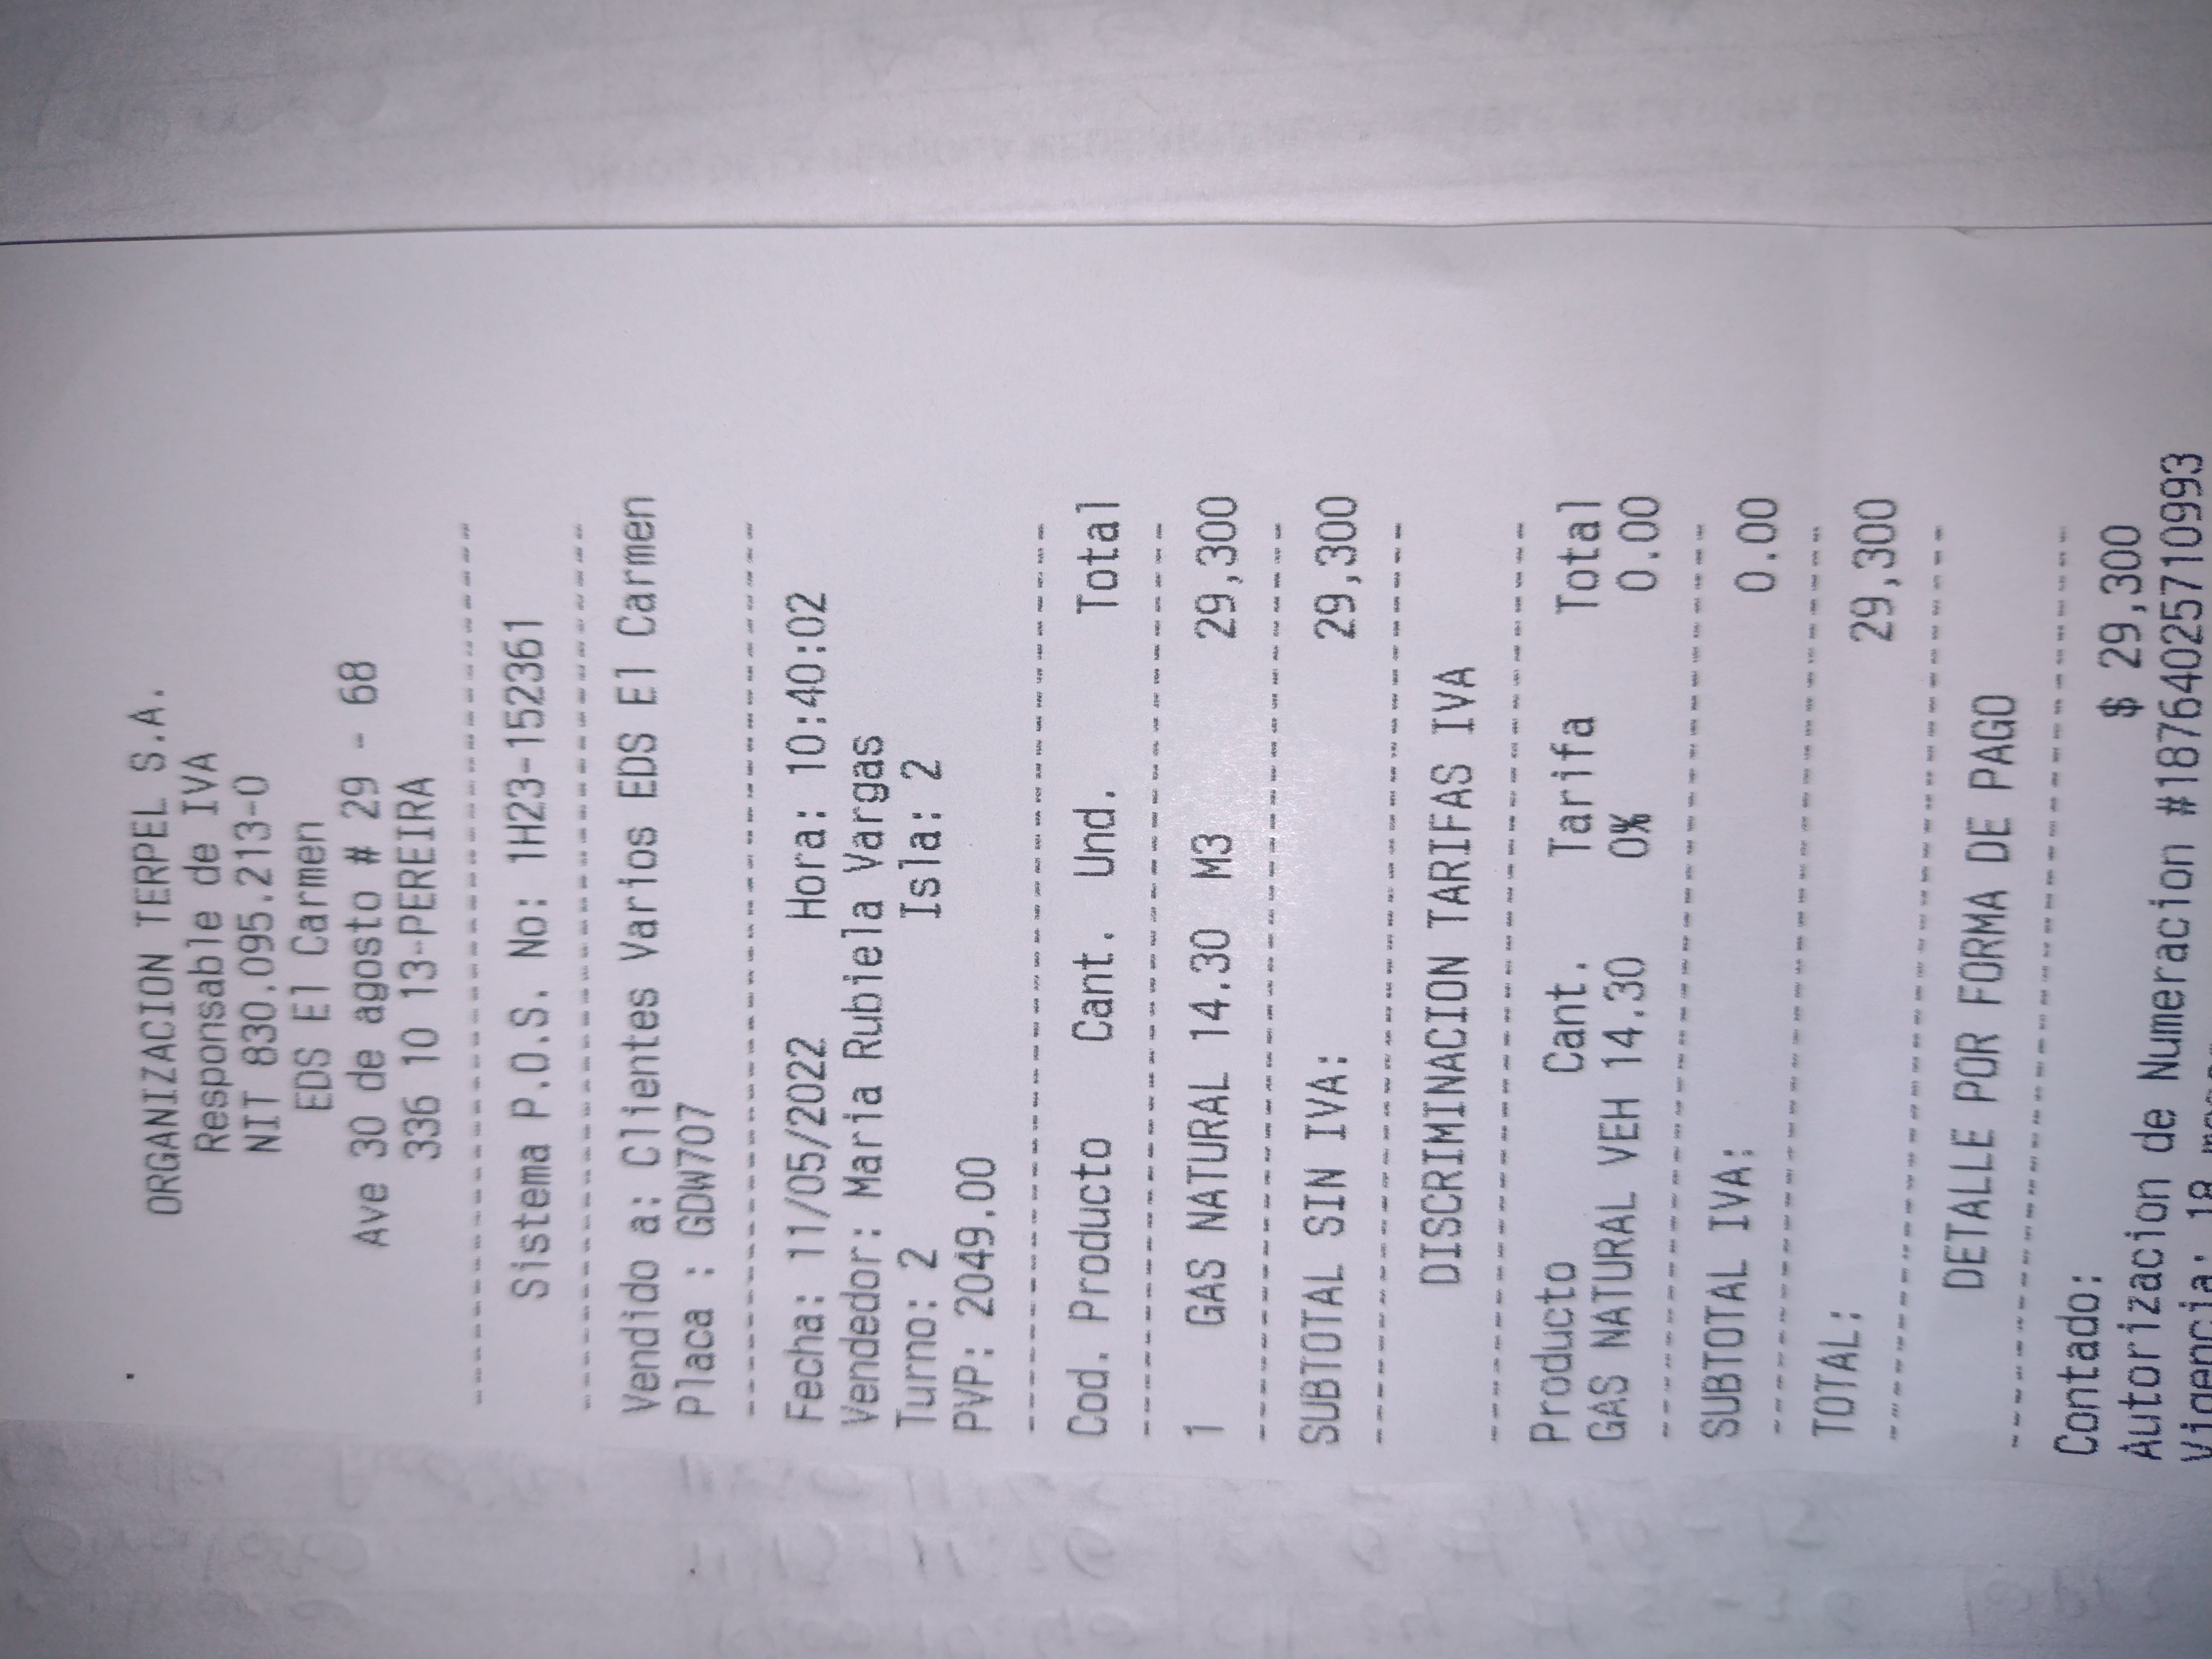 ORGANIZACION TERPEL S.A.
Responsable de IVA
NIT 830.095.213-0
EDS El Carmen
Ave 30 de agosto # 29 - 68
336 10 13-PEREIRA
Sistema P.O.S. No: 1H23-152361
Vendido a: Clientes Varios EDS El Carmen
Placa : GDW707
Fecha: 11/05/2022 Hora: 10:40:02
Vendedor: Maria Rubiela Vargas
Turno: 2 Isla: 2
PVP: 2049.00
Cod. Producto Cant. Und. Total
1 GAS NATURAL 14.30 M3 29,300
SUBTOTAL SIN IVA: 29,300
DISCRIMINACION TARIFAS IVA
Producto Cant. Tarifa Total
GAS NATURAL VEH 14.30 0% 0.00
SUBTOTAL IVA: 0.00
TOTAL: 29,300
DETALLE POR FORMA DE PAGO
Contado: $ 29,300
Autorizacion de Numeracion #18764025710993
Vigencia: 18